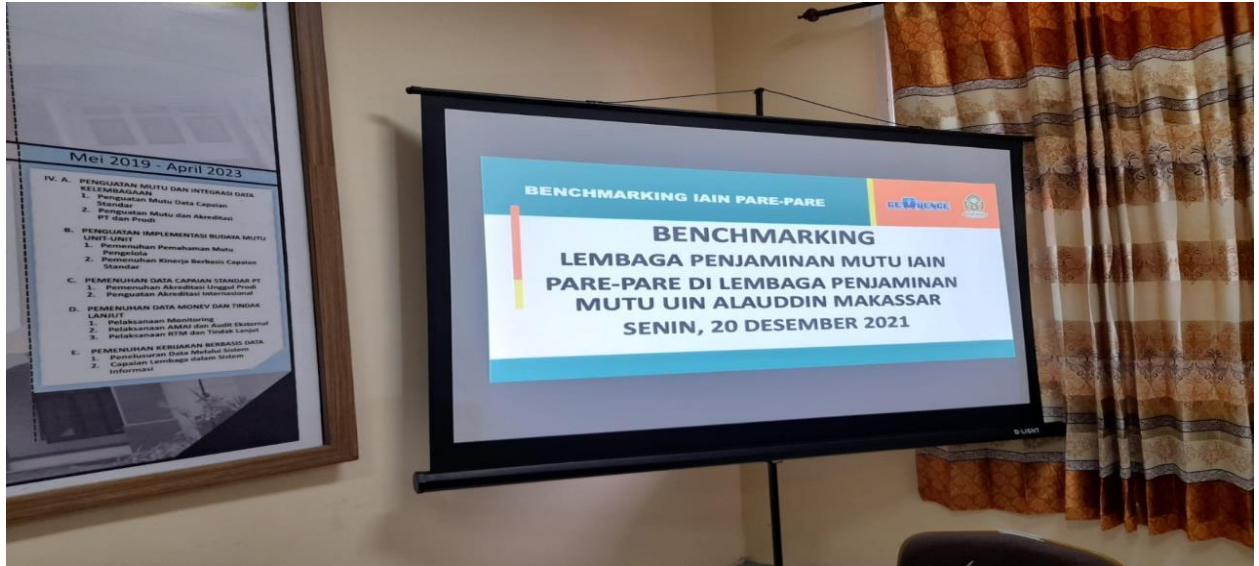 Mei 2019 - April 2023
IV. A. PENGUATAN MUTU DAN INTEGRASI DATA
KELEMBAGAAN
1. Penguatan Mutu Data Capaian
Standar
2. Penguatan Mutu dan Akreditasi
PT dan Prodi
B. PENGUATAN IMPLEMENTASI BUDAYA MUTU
UNIT-UNIT
1. Pemenuhan Pemahaman Mutu
Pengelola
2. Pemenuhan Kinerja Berbasis Capaian
Standar
C. PEMENUHAN DATA CAPAIAN STANDAR PT
1. Pemenuhan Akreditasi Unggul Prodi
2. Penguatan Akreditasi Internasional
D. PEMENUHAN DATA MONEV DAN TINDAK
LANJUT
1. Pelaksanaan Monitoring
2. Pelaksanaan AMAI dan Audit Eksternal
3. Pelaksanaan RTM dan Tindak Lanjut
E. PEMENUHAN KEBIJAKAN BERBASIS DATA
1. Penelusuran Data Melalui Sistem
2. Capaian Lembaga dalam Sistem
Informasi
BENCHMARKING IAIN PARE-PARE
BENCHMARKING
LEMBAGA PENJAMINAN MUTU IAIN
PARE-PARE DI LEMBAGA PENJAMINAN
MUTU UIN ALAUDDIN MAKASSAR
SENIN, 20 DESEMBER 2021